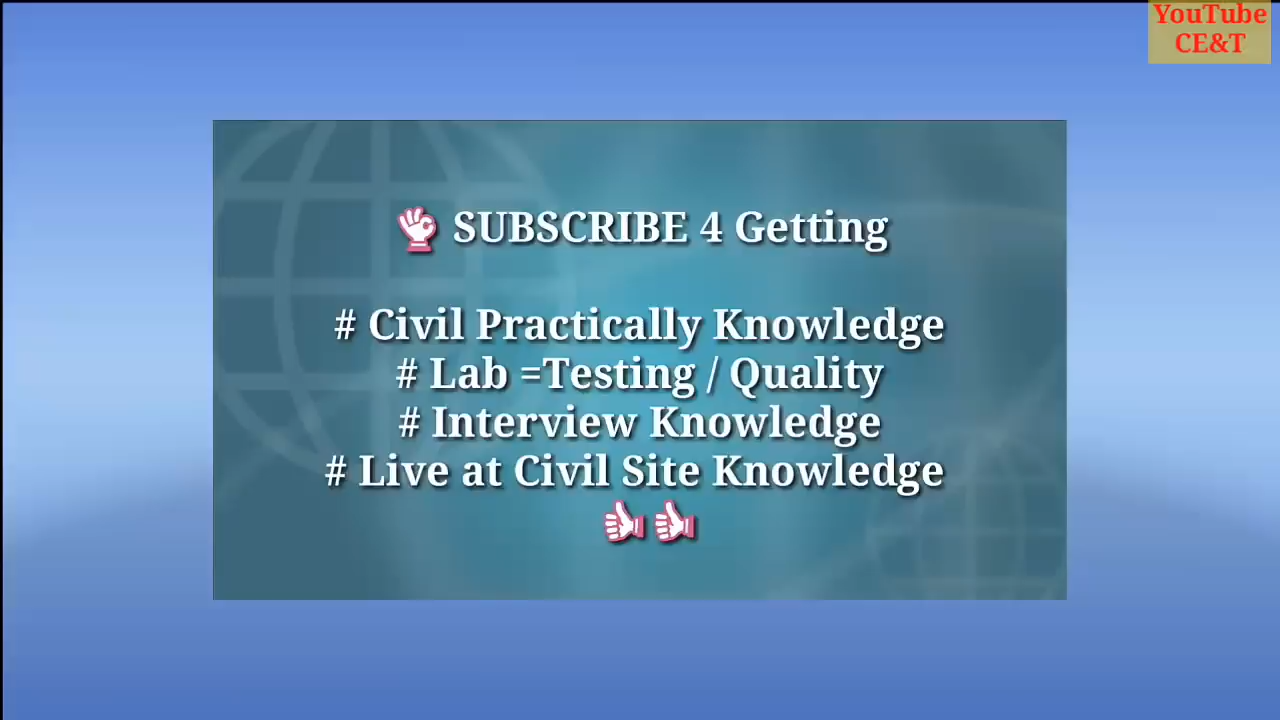 YouTube
CE&T
👌 SUBSCRIBE 4 Getting
# Civil Practically Knowledge
# Lab =Testing / Quality
# Interview Knowledge
# Live at Civil Site Knowledge
👍👍